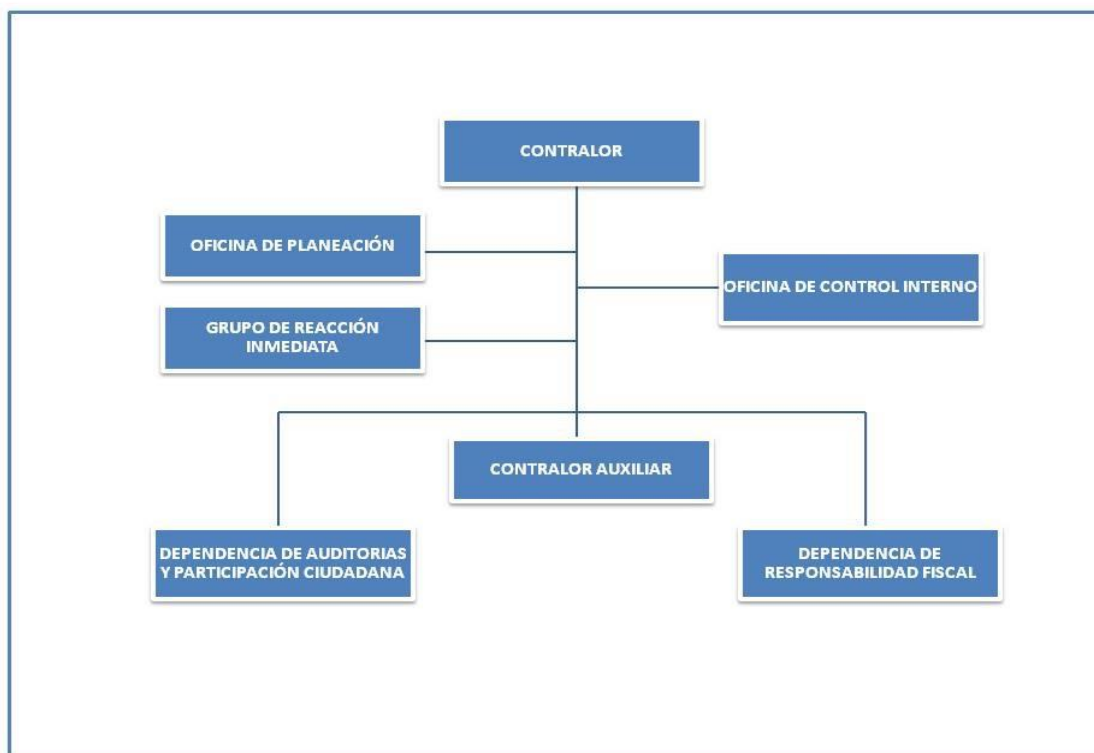 CONTRALOR
OFICINA DE PLANEACIÓN
OFICINA DE CONTROL INTERNO
GRUPO DE REACCIÓN
INMEDIATA
CONTRALOR AUXILIAR
DEPENDENCIA DE AUDITORIAS
Y PARTICIPACIÓN CIUDADANA
DEPENDENCIA DE
RESPONSABILIDAD FISCAL